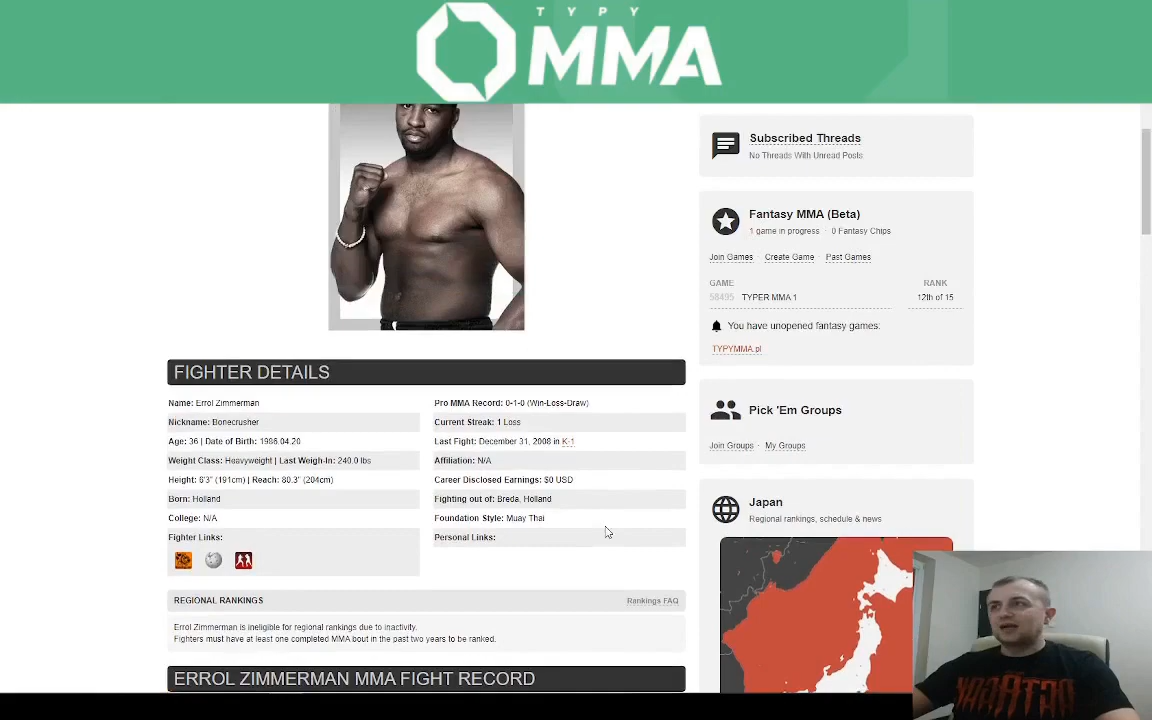 TYPY
MMA
Subscribed Threads
No Threads With Unread Posts
Fantasy MMA (Beta)
1 game in progress · 0 Fantasy Chips
Join Games · Create Game · Past Games
GAME RANK
58495 TYPER MMA 1 12th of 15
You have unopened fantasy games:
TYPYMMA.pl
Pick 'Em Groups
Join Groups · My Groups
Japan
Regional rankings, schedule & news
FIGHTER DETAILS
Name: Errol Zimmerman
Nickname: Bonecrusher
Age: 36 | Date of Birth: 1986.04.20
Weight Class: Heavyweight | Last Weigh-In: 240.0 lbs
Height: 6'3" (191cm) | Reach: 80.3" (204cm)
Born: Holland
College: N/A
Fighter Links:
Pro MMA Record: 0-1-0 (Win-Loss-Draw)
Current Streak: 1 Loss
Last Fight: December 31, 2008 in K-1
Affiliation: N/A
Career Disclosed Earnings: $0 USD
Fighting out of: Breda, Holland
Foundation Style: Muay Thai
Personal Links:
REGIONAL RANKINGS Rankings FAQ
Errol Zimmerman is ineligible for regional rankings due to inactivity.
Fighters must have at least one completed MMA bout in the past two years to be ranked.
ERROL ZIMMERMAN MMA FIGHT RECORD